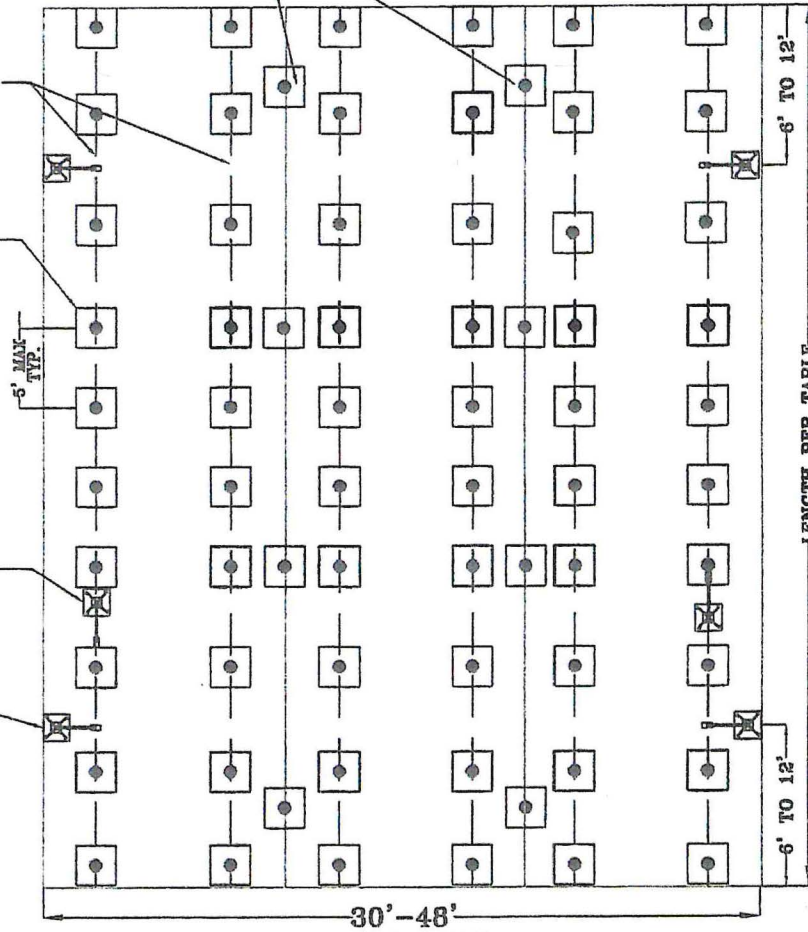 6' TO 12'
5' MAX
TYP.
LENGTH PER TABLE
6' TO 12'
30'-48'